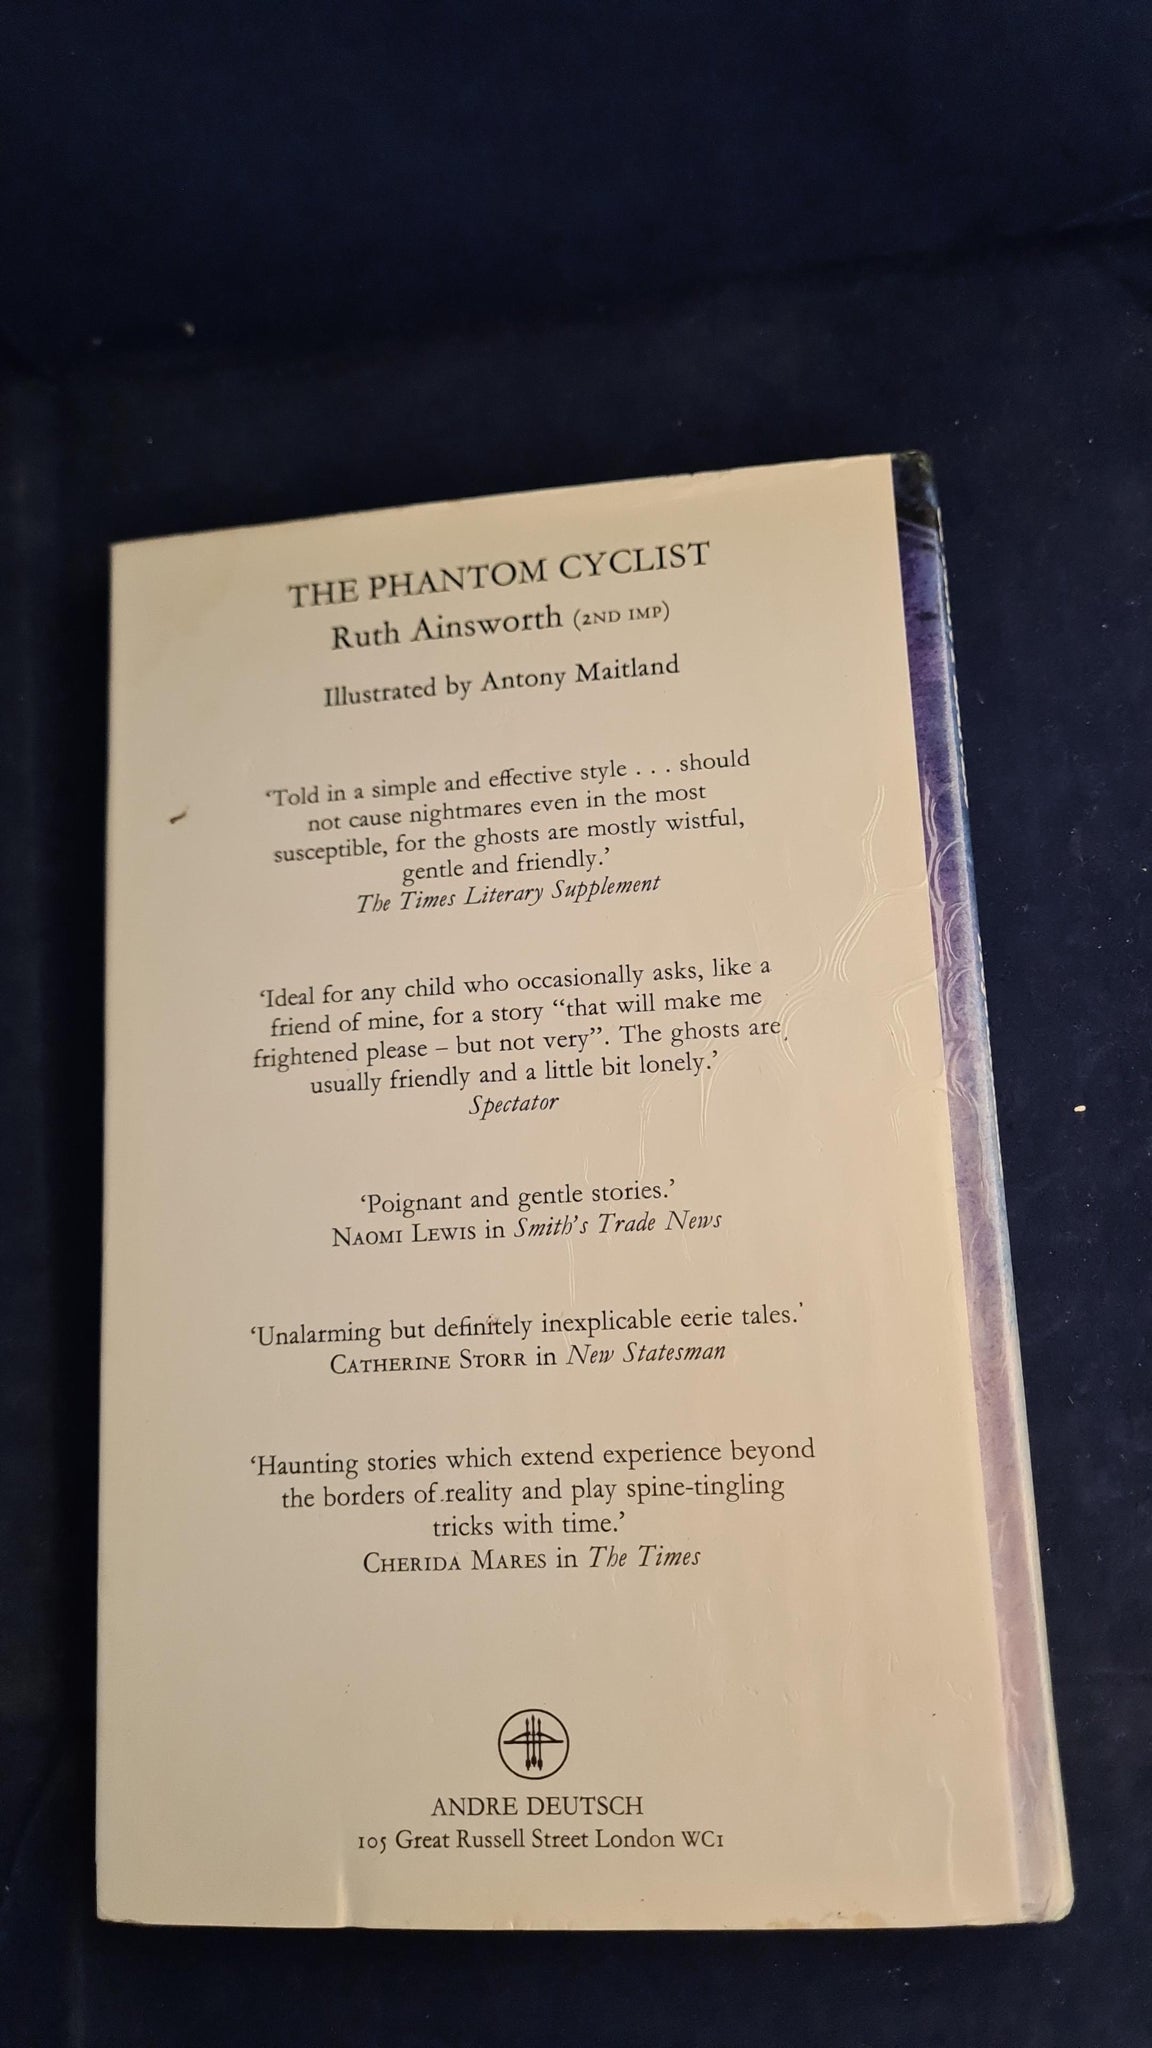 THE PHANTOM CYCLIST
Ruth Ainsworth (2ND IMP)
Illustrated by Antony Maitland
‘Told in a simple and effective style . . . should
not cause nightmares even in the most
susceptible, for the ghosts are mostly wistful,
gentle and friendly.’
The Times Literary Supplement
‘Ideal for any child who occasionally asks, like a
friend of mine, for a story “that will make me
frightened please – but not very”. The ghosts are
usually friendly and a little bit lonely.’
Spectator
‘Poignant and gentle stories.’
NAOMI LEWIS in Smith's Trade News
‘Unalarming but definitely inexplicable eerie tales.’
CATHERINE STORR in New Statesman
‘Haunting stories which extend experience beyond
the borders of reality and play spine-tingling
tricks with time.’
CHERIDA MARES in The Times
ANDRE DEUTSCH
105 Great Russell Street London WC1